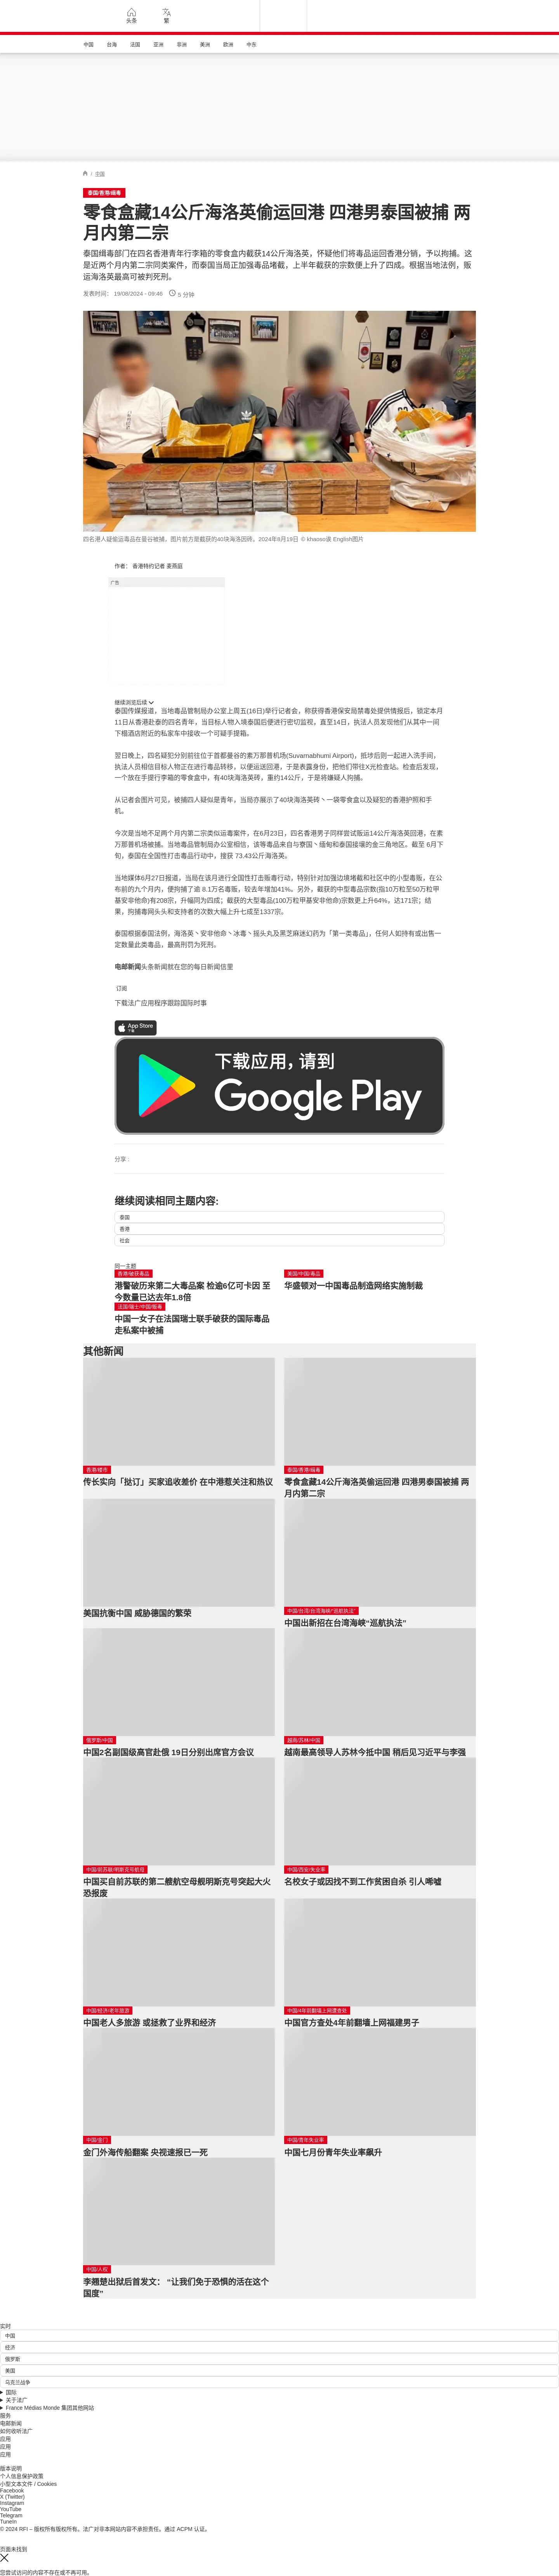 头条
繁
中国
台海
法国
亚洲
非洲
美洲
欧洲
中东
/ 中国
泰国/香港/缉毒
零食盒藏14公斤海洛英偷运回港 四港男泰国被捕 两
月内第二宗
泰国缉毒部门在四名香港青年行李箱的零食盒内截获14公斤海洛英，怀疑他们将毒品运回香港分销，予以拘捕。这
是近两个月内第二宗同类案件，而泰国当局正加强毒品堵截，上半年截获的宗数便上升了四成。根据当地法例，贩
运海洛英最高可被判死刑。
发表时间： 19/08/2024 - 09:46
5 分钟
四名港人疑偷运毒品在曼谷被捕，图片前方是截获的40块海洛因砖，2024年8月19日 © khaoso谏 English图片
作者： 香港特约记者 麦燕庭
广告
继续浏览后续
泰国传媒报道，当地毒品管制局办公室上周五(16日)举行记者会，称获得香港保安局禁毒处提供情报后，锁定本月
11日从香港赴泰的四名青年，当目标人物入境泰国后便进行密切监视，直至14日，执法人员发现他们从其中一间
下榻酒店附近的私家车中接收一个可疑手提箱。
翌日晚上，四名疑犯分别前往位于首都曼谷的素万那普机场(Suvarnabhumi Airport)，抵埗后则一起进入洗手间，
执法人员相信目标人物正在进行毒品转移，以便运送回港，于是表露身份，把他们带往X光检查站。检查后发现，
一个放在手提行李箱的零食盒中，有40块海洛英砖，重约14公斤，于是将嫌疑人拘捕。
从记者会图片可见，被捕四人疑似是青年，当局亦展示了40块海洛英砖丶一袋零食盒以及疑犯的香港护照和手
机。
今次是当地不足两个月内第二宗类似运毒案件，在6月23日，四名香港男子同样尝试贩运14公斤海洛英回港，在素
万那普机场被捕。当地毒品管制局办公室相信，该等毒品来自与寮国丶缅甸和泰国接壤的金三角地区。截至 6月下
旬，泰国在全国性打击毒品行动中，捜获 73.43公斤海洛英。
当地媒体6月27日报道，当局在该月进行全国性打击贩毒行动，特别针对加强边境堵截和社区中的小型毒贩，在公
布前的九个月内，便拘捕了逾 8.1万名毒贩，较去年增加41%。另外，截获的中型毒品宗数(指10万粒至50万粒甲
基安非他命)有208宗，升幅同为四成；截获的大型毒品(100万粒甲基安非他命)宗数更上升64%，达171宗；结
果，拘捕毒网头头和支持者的次数大幅上升七成至1337宗。
泰国根据泰国法例，海洛英丶安非他命丶冰毒丶摇头丸及黑芝麻迷幻药为「第一类毒品」，任何人如持有或出售一
定数量此类毒品，最高刑罚为死刑。
电邮新闻头条新闻就在您的每日新闻信里
订阅
下载法广应用程序跟踪国际时事
App Store
下载
下载应用，请到
Google Play
分享 :
继续阅读相同主题内容:
泰国
香港
社会
同一主题
香港/破获毒品
港警破历来第二大毒品案 检逾6亿可卡因 至
今数量已达去年1.8倍
美国/中国/毒品
华盛顿对一中国毒品制造网络实施制裁
法国/瑞士/中国/贩毒
中国一女子在法国瑞士联手破获的国际毒品
走私案中被捕
其他新闻
香港/楼市
传长实向「挞订」买家追收差价 在中港惹关注和热议
泰国/香港/缉毒
零食盒藏14公斤海洛英偷运回港 四港男泰国被捕 两
月内第二宗
美国抗衡中国 威胁德国的繁荣
中国/台湾/台湾海峡/“巡航执法”
中国出新招在台湾海峡“巡航执法”
俄罗斯/中国
中国2名副国级高官赴俄 19日分别出席官方会议
越南/苏林/中国
越南最高领导人苏林今抵中国 稍后见习近平与李强
中国/前苏联/明斯克号航母
中国买自前苏联的第二艘航空母舰明斯克号突起大火
恐报废
中国/西安/失业率
名校女子或因找不到工作贫困自杀 引人唏嘘
中国/经济/老年旅游
中国老人多旅游 或拯救了业界和经济
中国/4年前翻墙上网遭查处
中国官方查处4年前翻墙上网福建男子
中国/金门
金门外海传船翻案 央视速报已一死
中国/青年失业率
中国七月份青年失业率飙升
中国/人权
李翘楚出狱后首发文： “让我们免于恐惧的活在这个
国度”
实时
中国
经济
俄罗斯
美国
乌克兰战争
国际
关于法广
France Médias Monde 集团其他网站
服务
电邮新闻
如何收听法广
应用
应用
应用
版本说明
个人信息保护政策
小型文本文件 / Cookies
Facebook
X (Twitter)
Instagram
YouTube
Telegram
TuneIn
© 2024 RFI – 版权所有版权所有。法广对非本网站内容不承担责任。通过 ACPM 认证。
页面未找到
您尝试访问的内容不存在或不再可用。